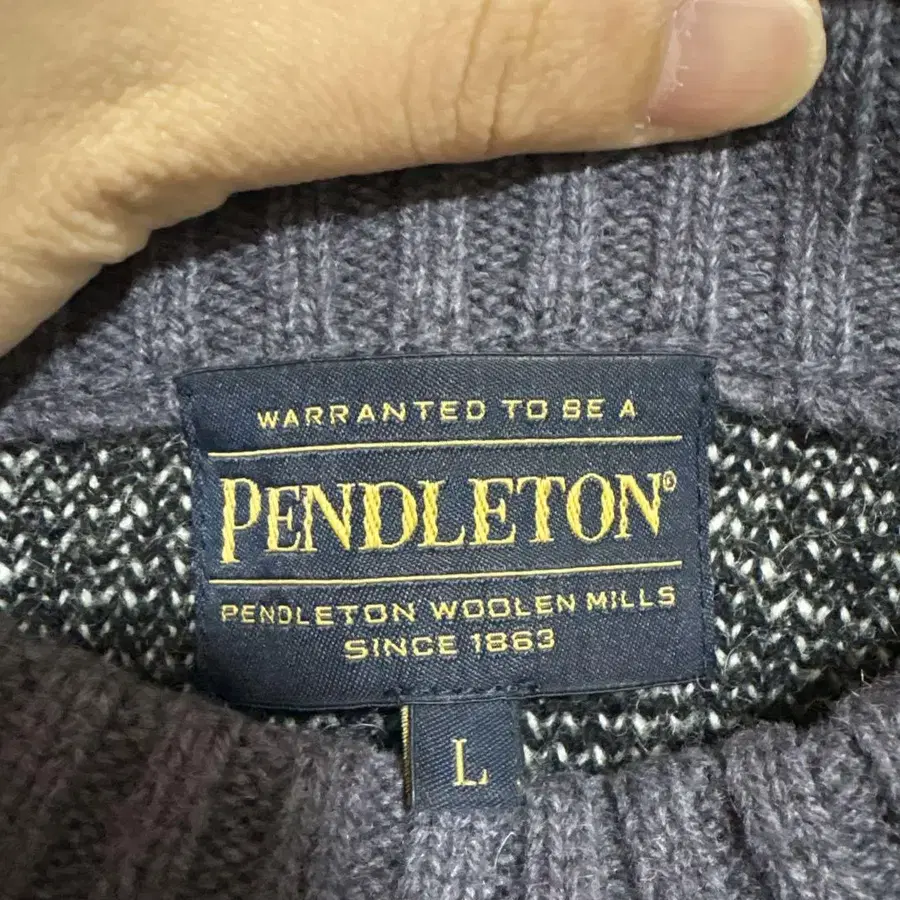 WARRANTED TO BE A
PENDLETON®
PENDLETON WOOLEN MILLS
SINCE 1863
L